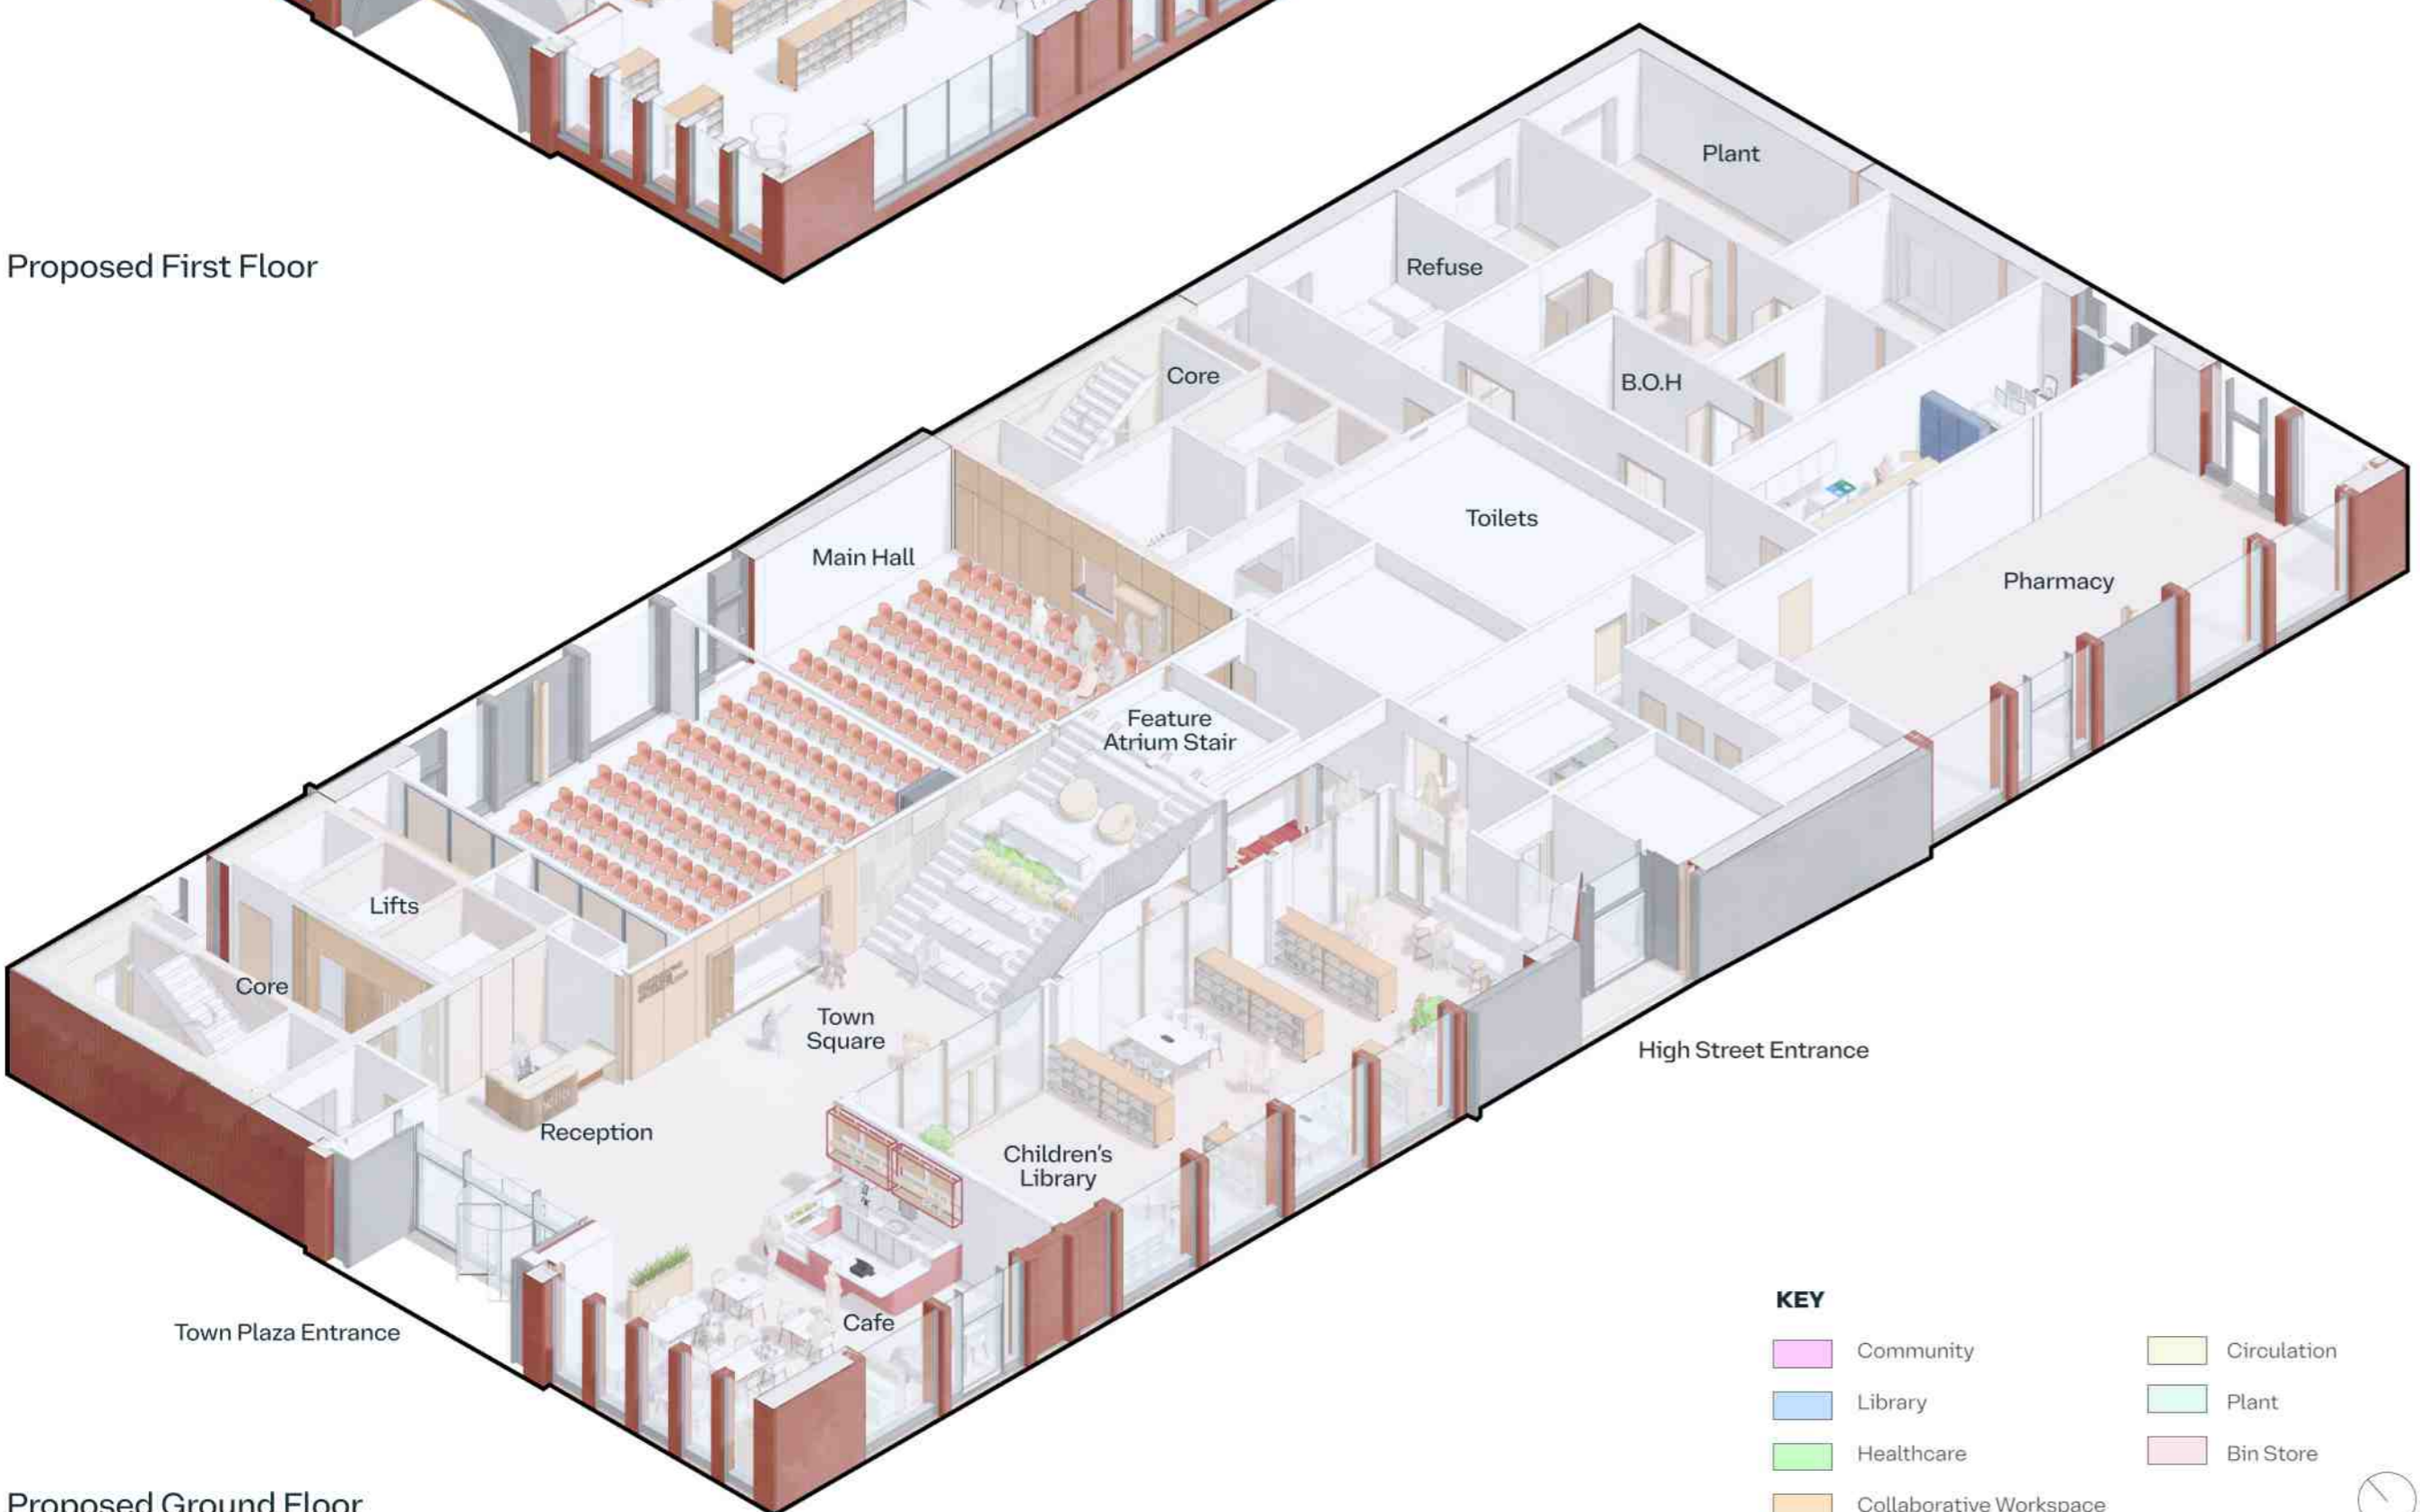 Proposed First Floor
Plant
Refuse
Core
B.O.H
Toilets
Main Hall
Pharmacy
Feature
Atrium Stair
Lifts
Core
Town
Square
High Street Entrance
Reception
Children's
Library
Cafe
Town Plaza Entrance
KEY
Community
Circulation
Library
Plant
Healthcare
Bin Store
Collaborative Workspace
Proposed Ground Floor